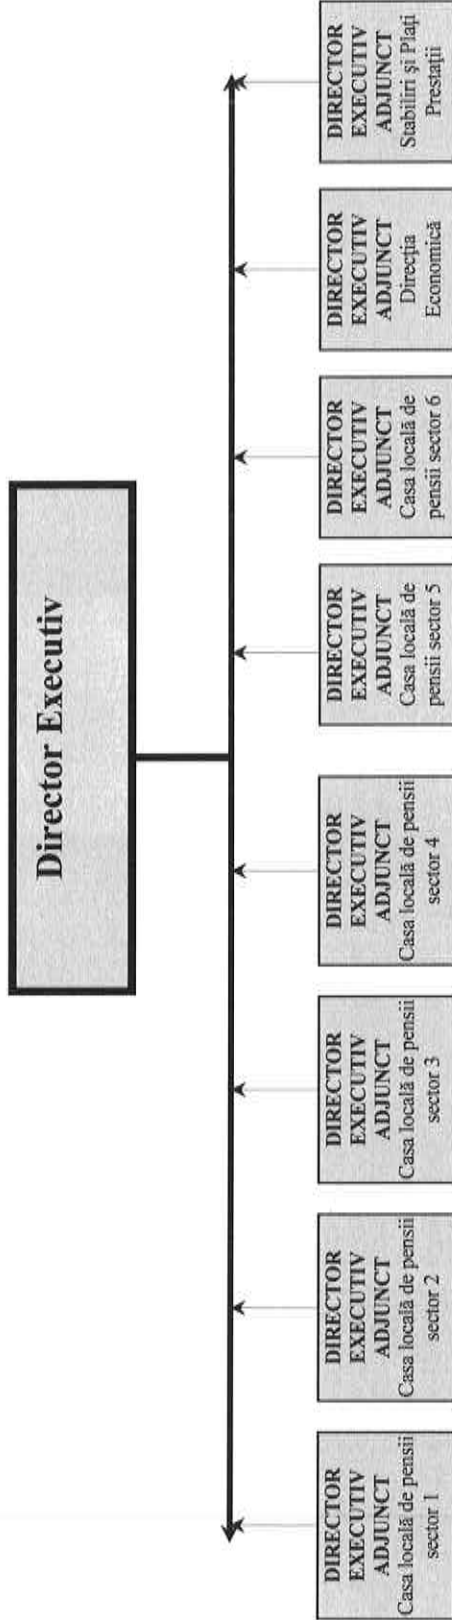 Director Executiv
DIRECTOR
EXECUTIV
ADJUNCT
Casa locală de pensii
sector 1
DIRECTOR
EXECUTIV
ADJUNCT
Casa locală de pensii
sector 2
DIRECTOR
EXECUTIV
ADJUNCT
Casa locală de pensii
sector 3
DIRECTOR
EXECUTIV
ADJUNCT
Casa locală de pensii
sector 4
DIRECTOR
EXECUTIV
ADJUNCT
Casa locală de
pensii sector 5
DIRECTOR
EXECUTIV
ADJUNCT
Casa locală de
pensii sector 6
DIRECTOR
EXECUTIV
ADJUNCT
Direcția
Economică
DIRECTOR
EXECUTIV
ADJUNCT
Stabiliri și Plați
Prestații